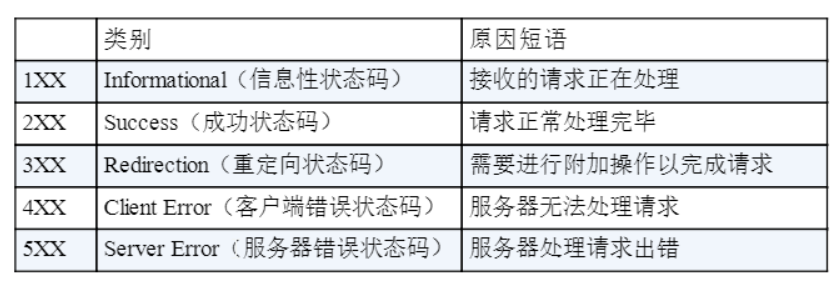 类别 原因短语
1XX Informational（信息性状态码） 接收的请求正在处理
2XX Success（成功状态码） 请求正常处理完毕
3XX Redirection（重定向状态码） 需要进行附加操作以完成请求
4XX Client Error（客户端错误状态码） 服务器无法处理请求
5XX Server Error（服务器错误状态码） 服务器处理请求出错